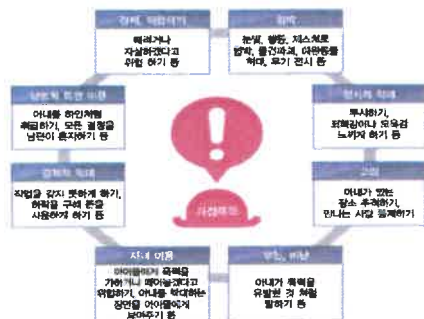 강요, 위협하기
때리거나
자살하겠다고
위협 하기 등
협박
눈빛, 행동, 제스처로
협박, 물건파괴, 애완동물
학대, 무기 전시 등
남성의 특권 이용
아내를 하인처럼
취급하기, 모든 결정을
남편이 혼자하기 등
정서적 학대
무시하기,
죄책감이나 모욕감
느끼게 하기 등
경제적 학대
직업을 갖지 못하게 하기,
허락을 구해 돈을
사용하게 하기 등
고립
아내가 있는
장소 추적하기,
만나는 사람 통제하기
가정폭력
자녀 이용
아이들에게 폭력을
가하거나 떼어놓겠다고
위협하기, 아내를 학대하는
장면을 아이들에게
보여주기 등
부인, 비난
아내가 폭력을
유발한 것 처럼
말하기 등